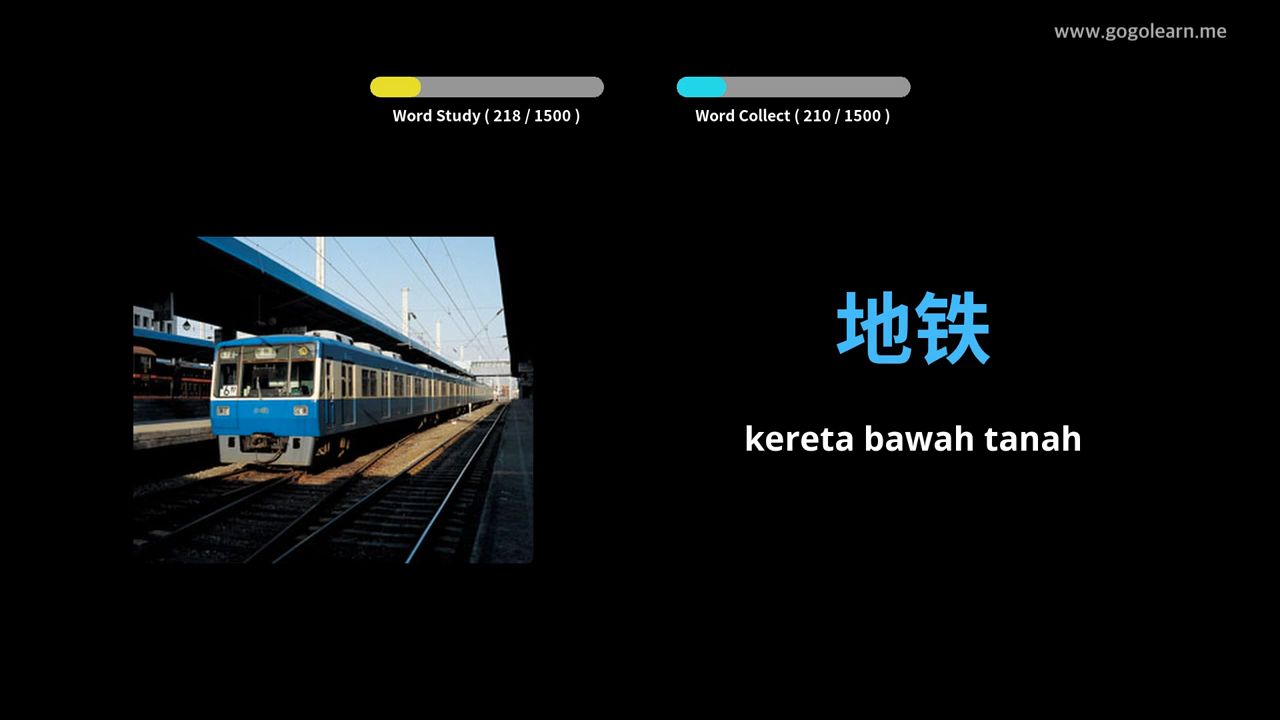 www.gogolearn.me
Word Study ( 218 / 1500 )
Word Collect ( 210 / 1500 )
地铁
kereta bawah tanah